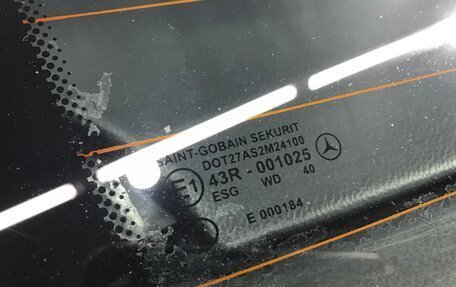 SAINT-GOBAIN SEKURIT
DOT27AS2M24100
E1 43R - 001025
ESG WD 40
E 000184